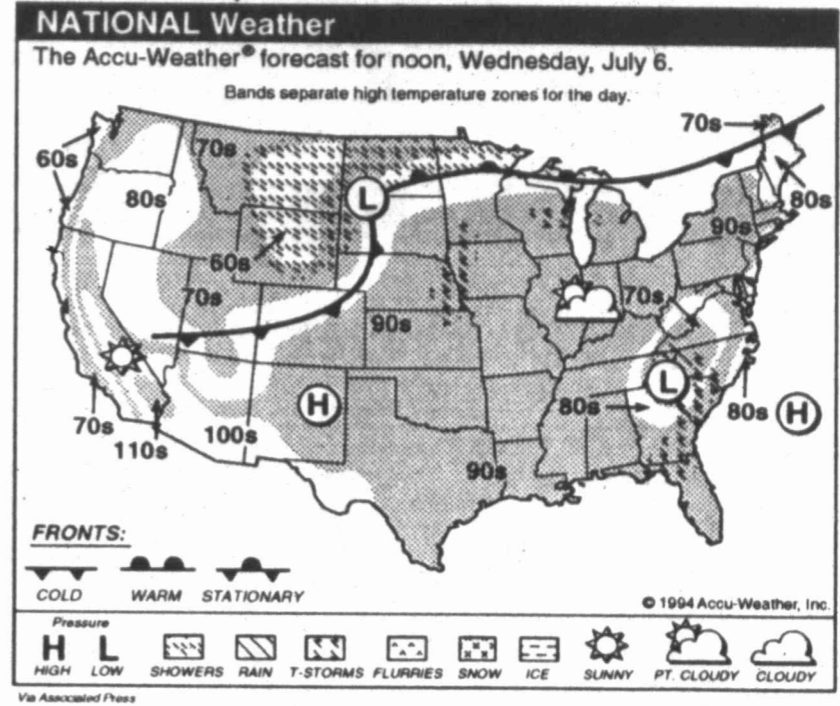 NATIONAL Weather
The Accu-Weather® forecast for noon, Wednesday, July 6.
Bands separate high temperature zones for the day.
70s
60s
70s
80s
L
80s
90s
60s
70s
70s
90s
L
H
80s
80s
H
70s
110s
100s
90s
FRONTS:
COLD WARM STATIONARY
© 1994 Accu-Weather, Inc.
Pressure
H L
HIGH LOW SHOWERS RAIN T-STORMS FLURRIES SNOW ICE SUNNY PT. CLOUDY CLOUDY
Via Associated Press